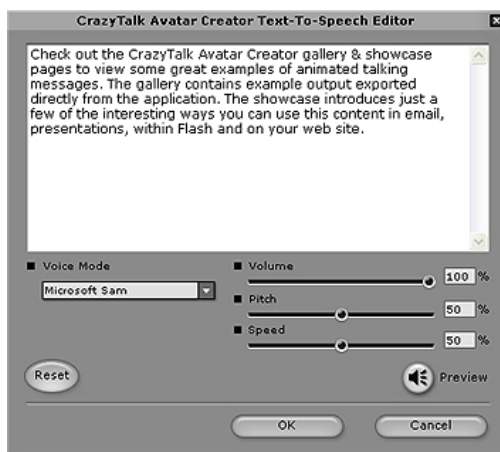 CrazyTalk Avatar Creator Text-To-Speech Editor
Check out the CrazyTalk Avatar Creator gallery & showcase
pages to view some great examples of animated talking
messages. The gallery contains example output exported
directly from the application. The showcase introduces just a
few of the interesting ways you can use this content in email,
presentations, within Flash and on your web site.
Voice Mode
Microsoft Sam
Volume
100 %
Pitch
50 %
Speed
50 %
Reset
Preview
OK
Cancel